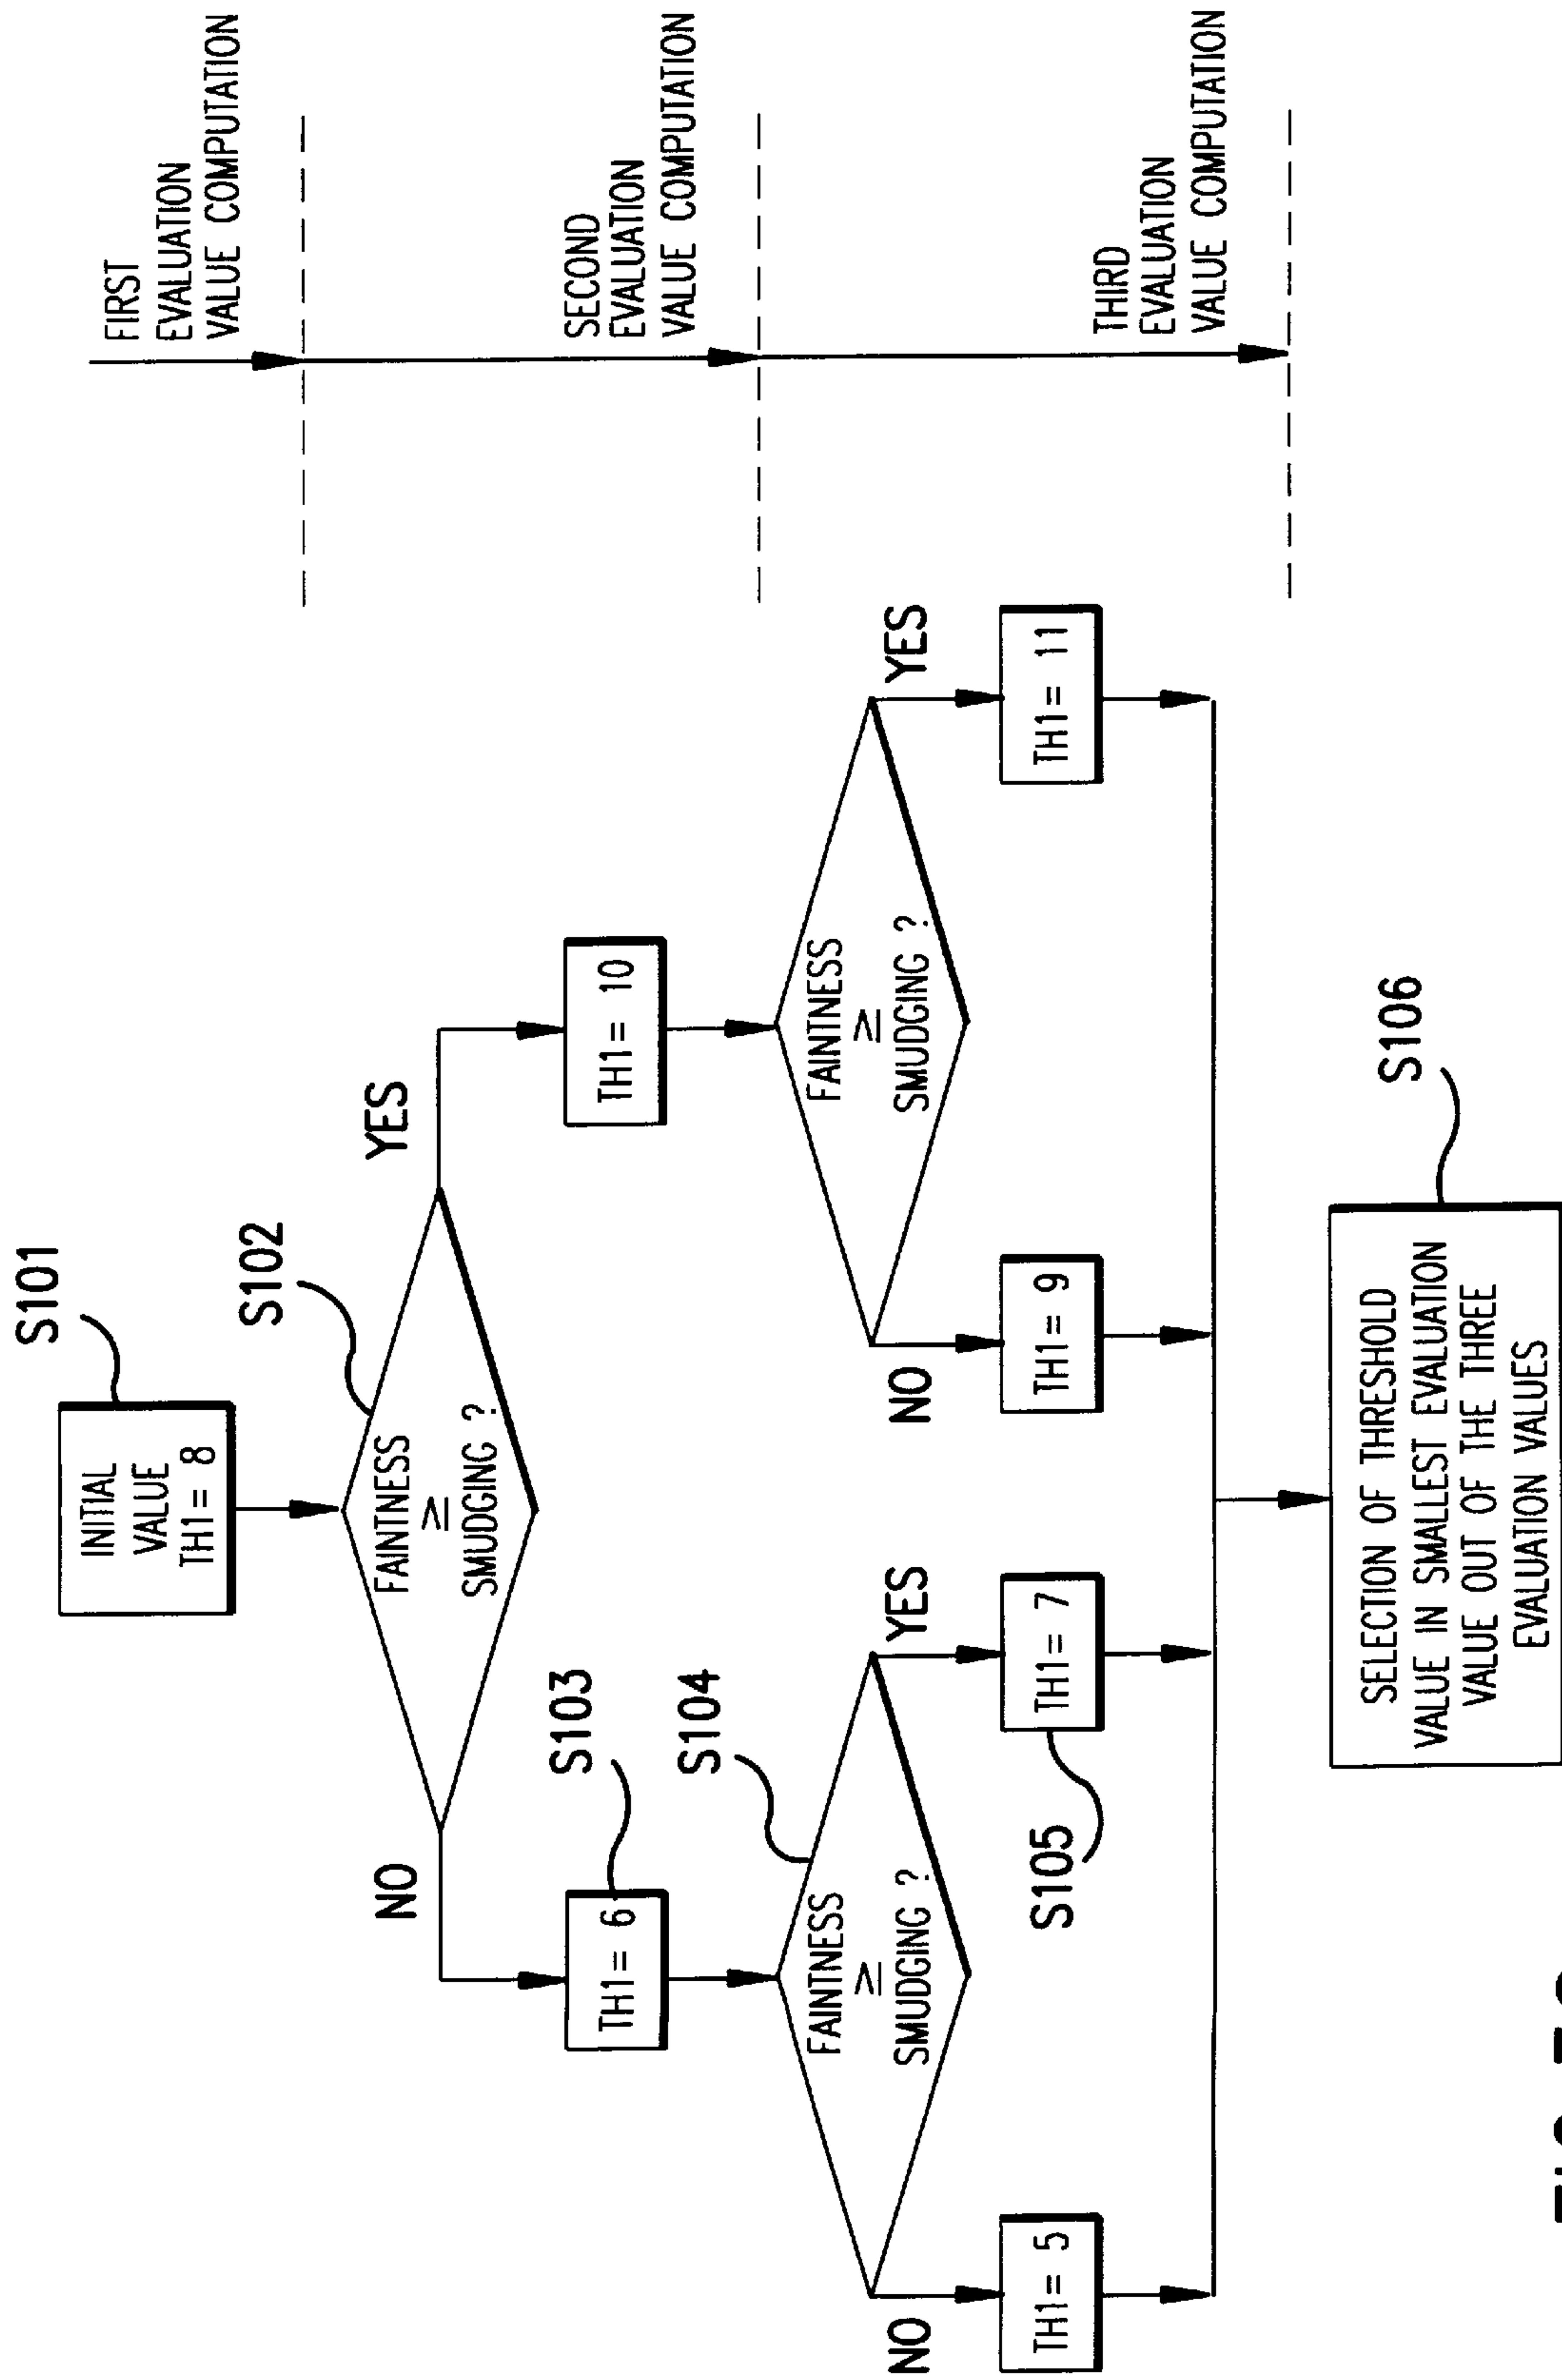 S101
INITIAL
VALUE
TH1 = 8
FIRST
EVALUATION
VALUE COMPUTATION
S102
FAINTNESS
≥
SMUDGING ?
NO
YES
S103
TH1 = 6
TH1 = 10
SECOND
EVALUATION
VALUE COMPUTATION
S104
FAINTNESS
≥
SMUDGING ?
FAINTNESS
≥
SMUDGING ?
NO
YES
NO
YES
TH1 = 5
S105
TH1 = 7
TH1 = 9
TH1 = 11
THIRD
EVALUATION
VALUE COMPUTATION
S106
SELECTION OF THRESHOLD
VALUE IN SMALLEST EVALUATION
VALUE OUT OF THE THREE
EVALUATION VALUES